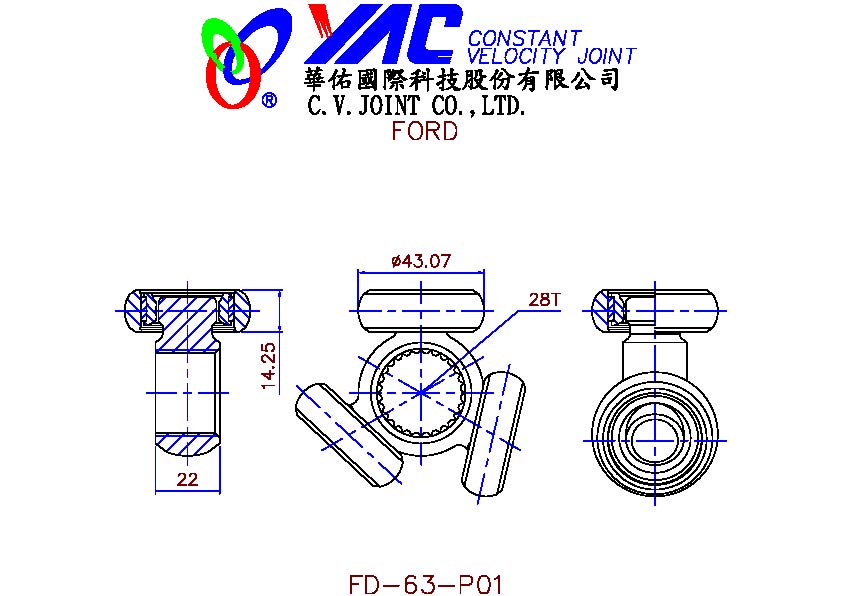 YAC CONSTANT
VELOCITY JOINT
®
華佑國際科技股份有限公司
C.V.JOINT CO.,LTD.
FORD
ø43.07
28T
14.25
22
FD-63-P01